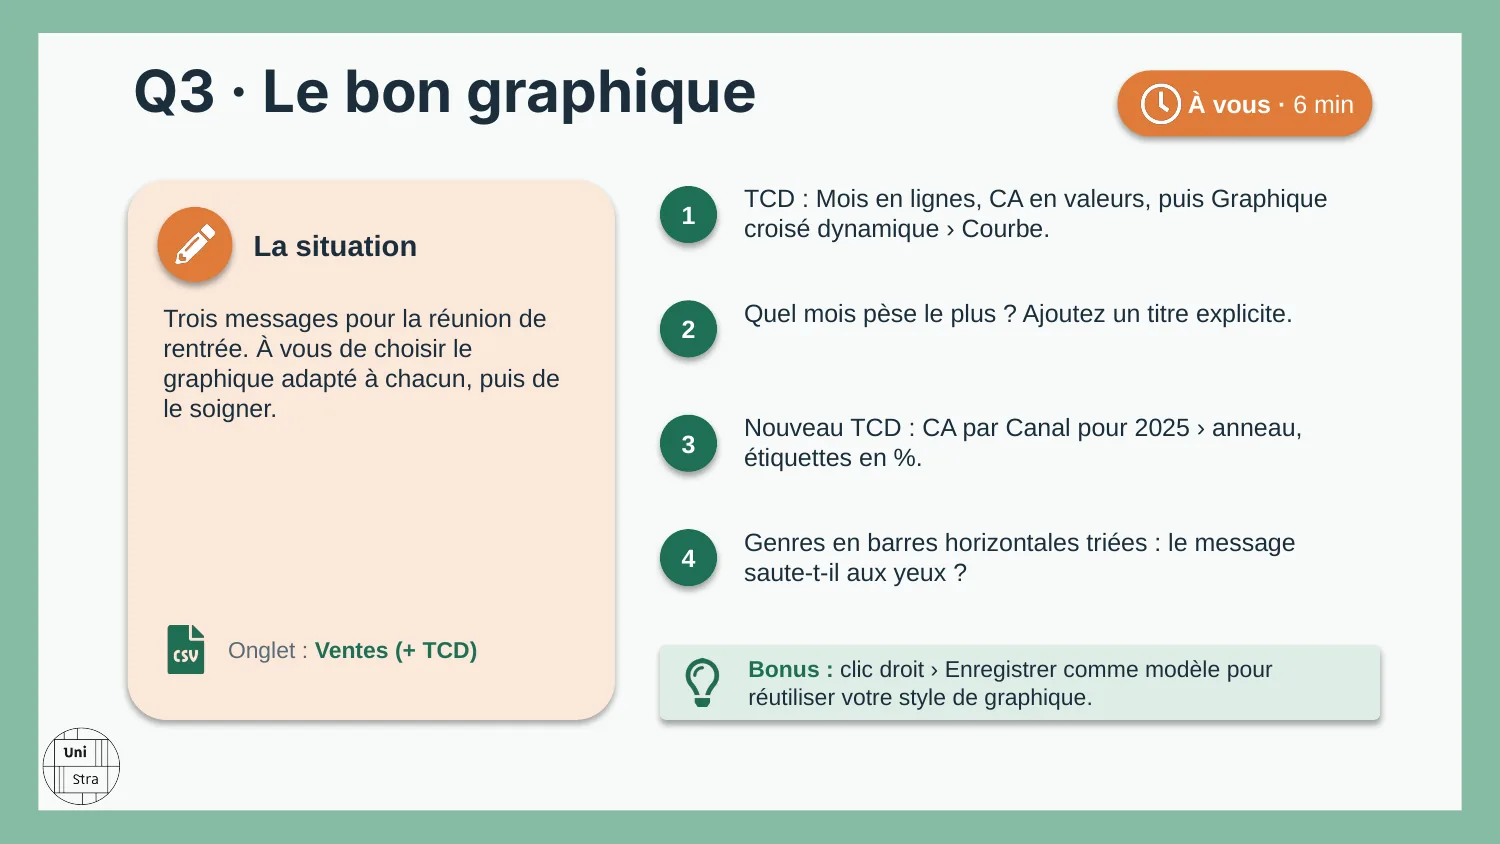 Q3 · Le bon graphique
À vous · 6 min
La situation
Trois messages pour la réunion de
rentrée. À vous de choisir le
graphique adapté à chacun, puis de
le soigner.
CSV
Onglet : Ventes (+ TCD)
1
TCD : Mois en lignes, CA en valeurs, puis Graphique
croisé dynamique › Courbe.
2
Quel mois pèse le plus ? Ajoutez un titre explicite.
3
Nouveau TCD : CA par Canal pour 2025 › anneau,
étiquettes en %.
4
Genres en barres horizontales triées : le message
saute-t-il aux yeux ?
Bonus : clic droit › Enregistrer comme modèle pour
réutiliser votre style de graphique.
Uni
Stra